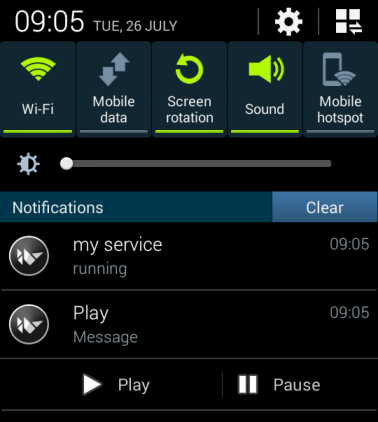 09:05 TUE, 26 JULY
Wi-Fi
Mobile
data
Screen
rotation
Sound
Mobile
hotspot
Notifications
Clear
my service 09:05
running
Play 09:05
Message
Play
Pause